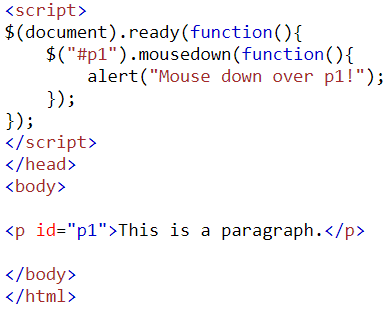 <script>
$(document).ready(function(){
    $("#p1").mousedown(function(){
        alert("Mouse down over p1!");
    });
});
</script>
</head>
<body>
<p id="p1">This is a paragraph.</p>
</body>
</html>